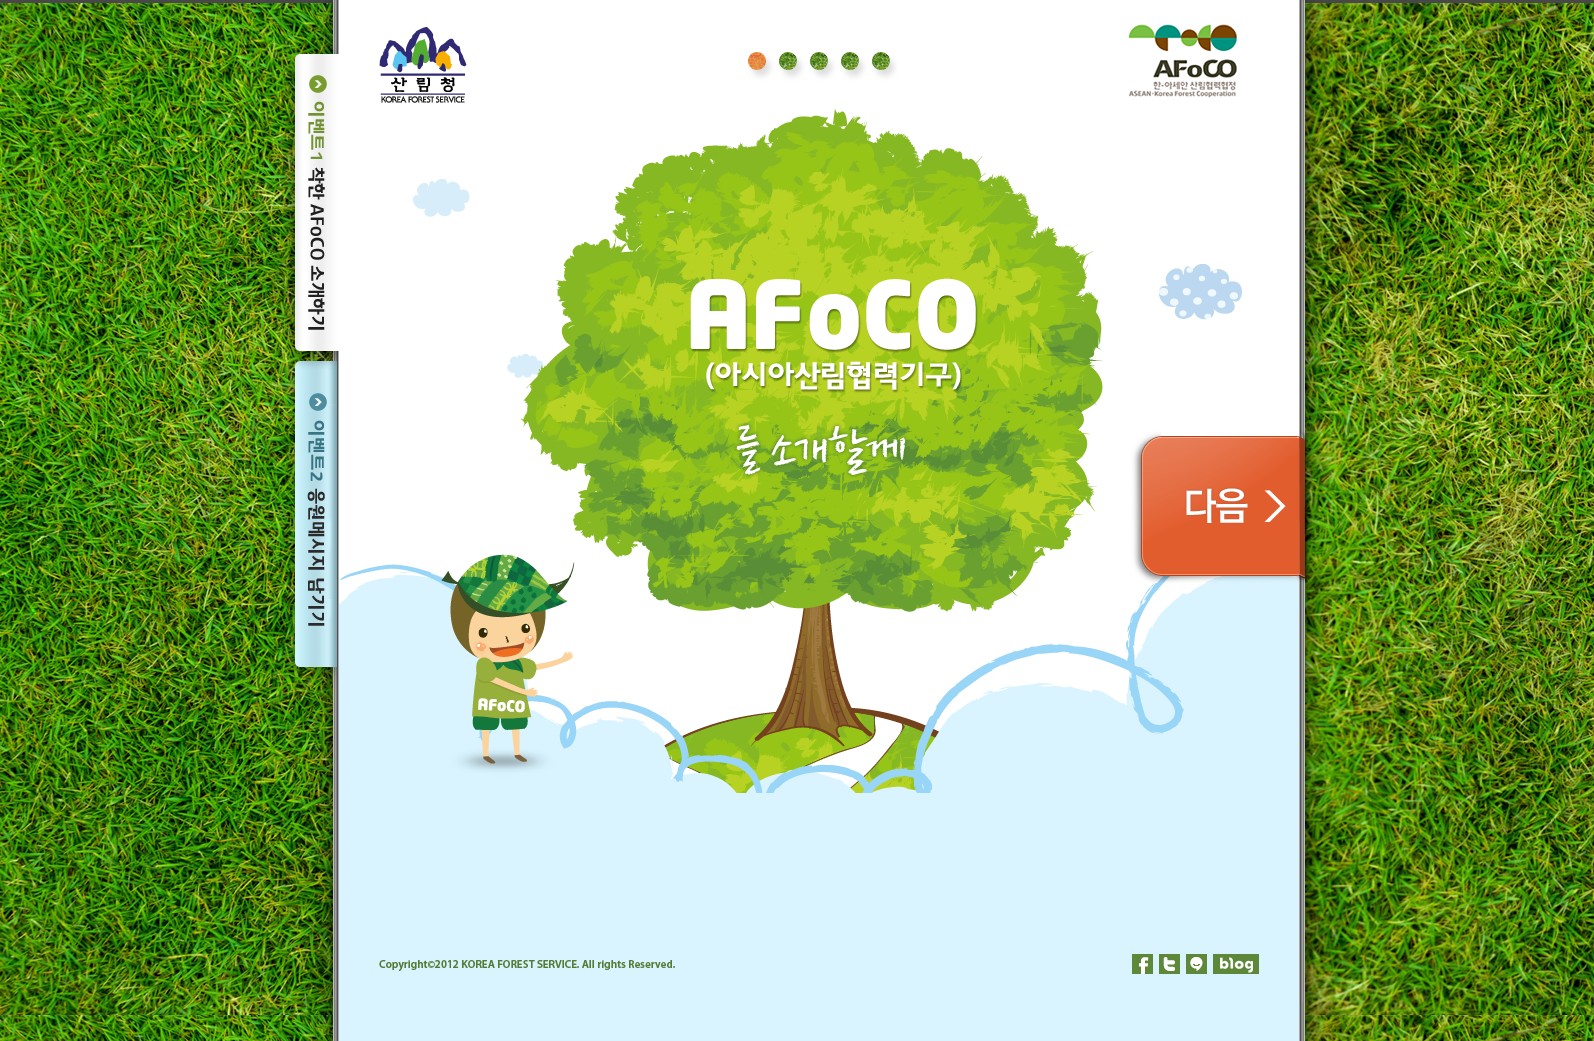 산림청
KOREA FOREST SERVICE
AFoCO
한·아세안 산림협력협정
ASEAN·Korea Forest Cooperation
이벤트1 착한 AFoCO 소개하기
이벤트2 응원메시지 남기기
AFoCO
(아시아산림협력기구)
를 소개할께
다음
AFoCO
Copyright©2012 KOREA FOREST SERVICE. All rights Reserved.
blog